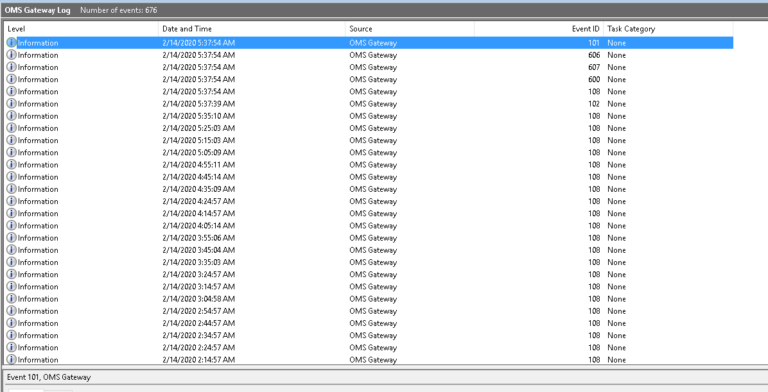 OMS Gateway Log Number of events: 676
Level Date and Time Source Event ID Task Category
Information 2/14/2020 5:37:54 AM OMS Gateway 101 None
Information 2/14/2020 5:37:54 AM OMS Gateway 606 None
Information 2/14/2020 5:37:54 AM OMS Gateway 607 None
Information 2/14/2020 5:37:54 AM OMS Gateway 600 None
Information 2/14/2020 5:37:54 AM OMS Gateway 108 None
Information 2/14/2020 5:37:39 AM OMS Gateway 102 None
Information 2/14/2020 5:35:10 AM OMS Gateway 108 None
Information 2/14/2020 5:25:03 AM OMS Gateway 108 None
Information 2/14/2020 5:15:03 AM OMS Gateway 108 None
Information 2/14/2020 5:05:09 AM OMS Gateway 108 None
Information 2/14/2020 4:55:11 AM OMS Gateway 108 None
Information 2/14/2020 4:45:14 AM OMS Gateway 108 None
Information 2/14/2020 4:35:09 AM OMS Gateway 108 None
Information 2/14/2020 4:24:57 AM OMS Gateway 108 None
Information 2/14/2020 4:14:57 AM OMS Gateway 108 None
Information 2/14/2020 4:05:14 AM OMS Gateway 108 None
Information 2/14/2020 3:55:06 AM OMS Gateway 108 None
Information 2/14/2020 3:45:04 AM OMS Gateway 108 None
Information 2/14/2020 3:35:03 AM OMS Gateway 108 None
Information 2/14/2020 3:24:57 AM OMS Gateway 108 None
Information 2/14/2020 3:14:57 AM OMS Gateway 108 None
Information 2/14/2020 3:04:58 AM OMS Gateway 108 None
Information 2/14/2020 2:54:57 AM OMS Gateway 108 None
Information 2/14/2020 2:44:57 AM OMS Gateway 108 None
Information 2/14/2020 2:34:57 AM OMS Gateway 108 None
Information 2/14/2020 2:24:57 AM OMS Gateway 108 None
Information 2/14/2020 2:14:57 AM OMS Gateway 108 None
Event 101, OMS Gateway